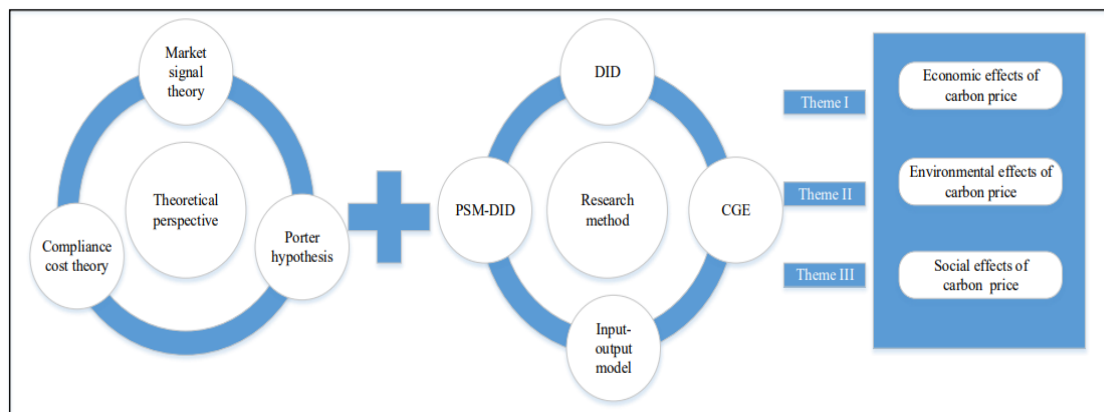 Market
signal
theory
Theoretical
perspective
Compliance
cost theory
Porter
hypothesis
DID
PSM-DID
Research
method
CGE
Input-
output
model
Theme I
Economic effects of
carbon price
Theme II
Environmental effects of
carbon price
Theme III
Social effects of
carbon price